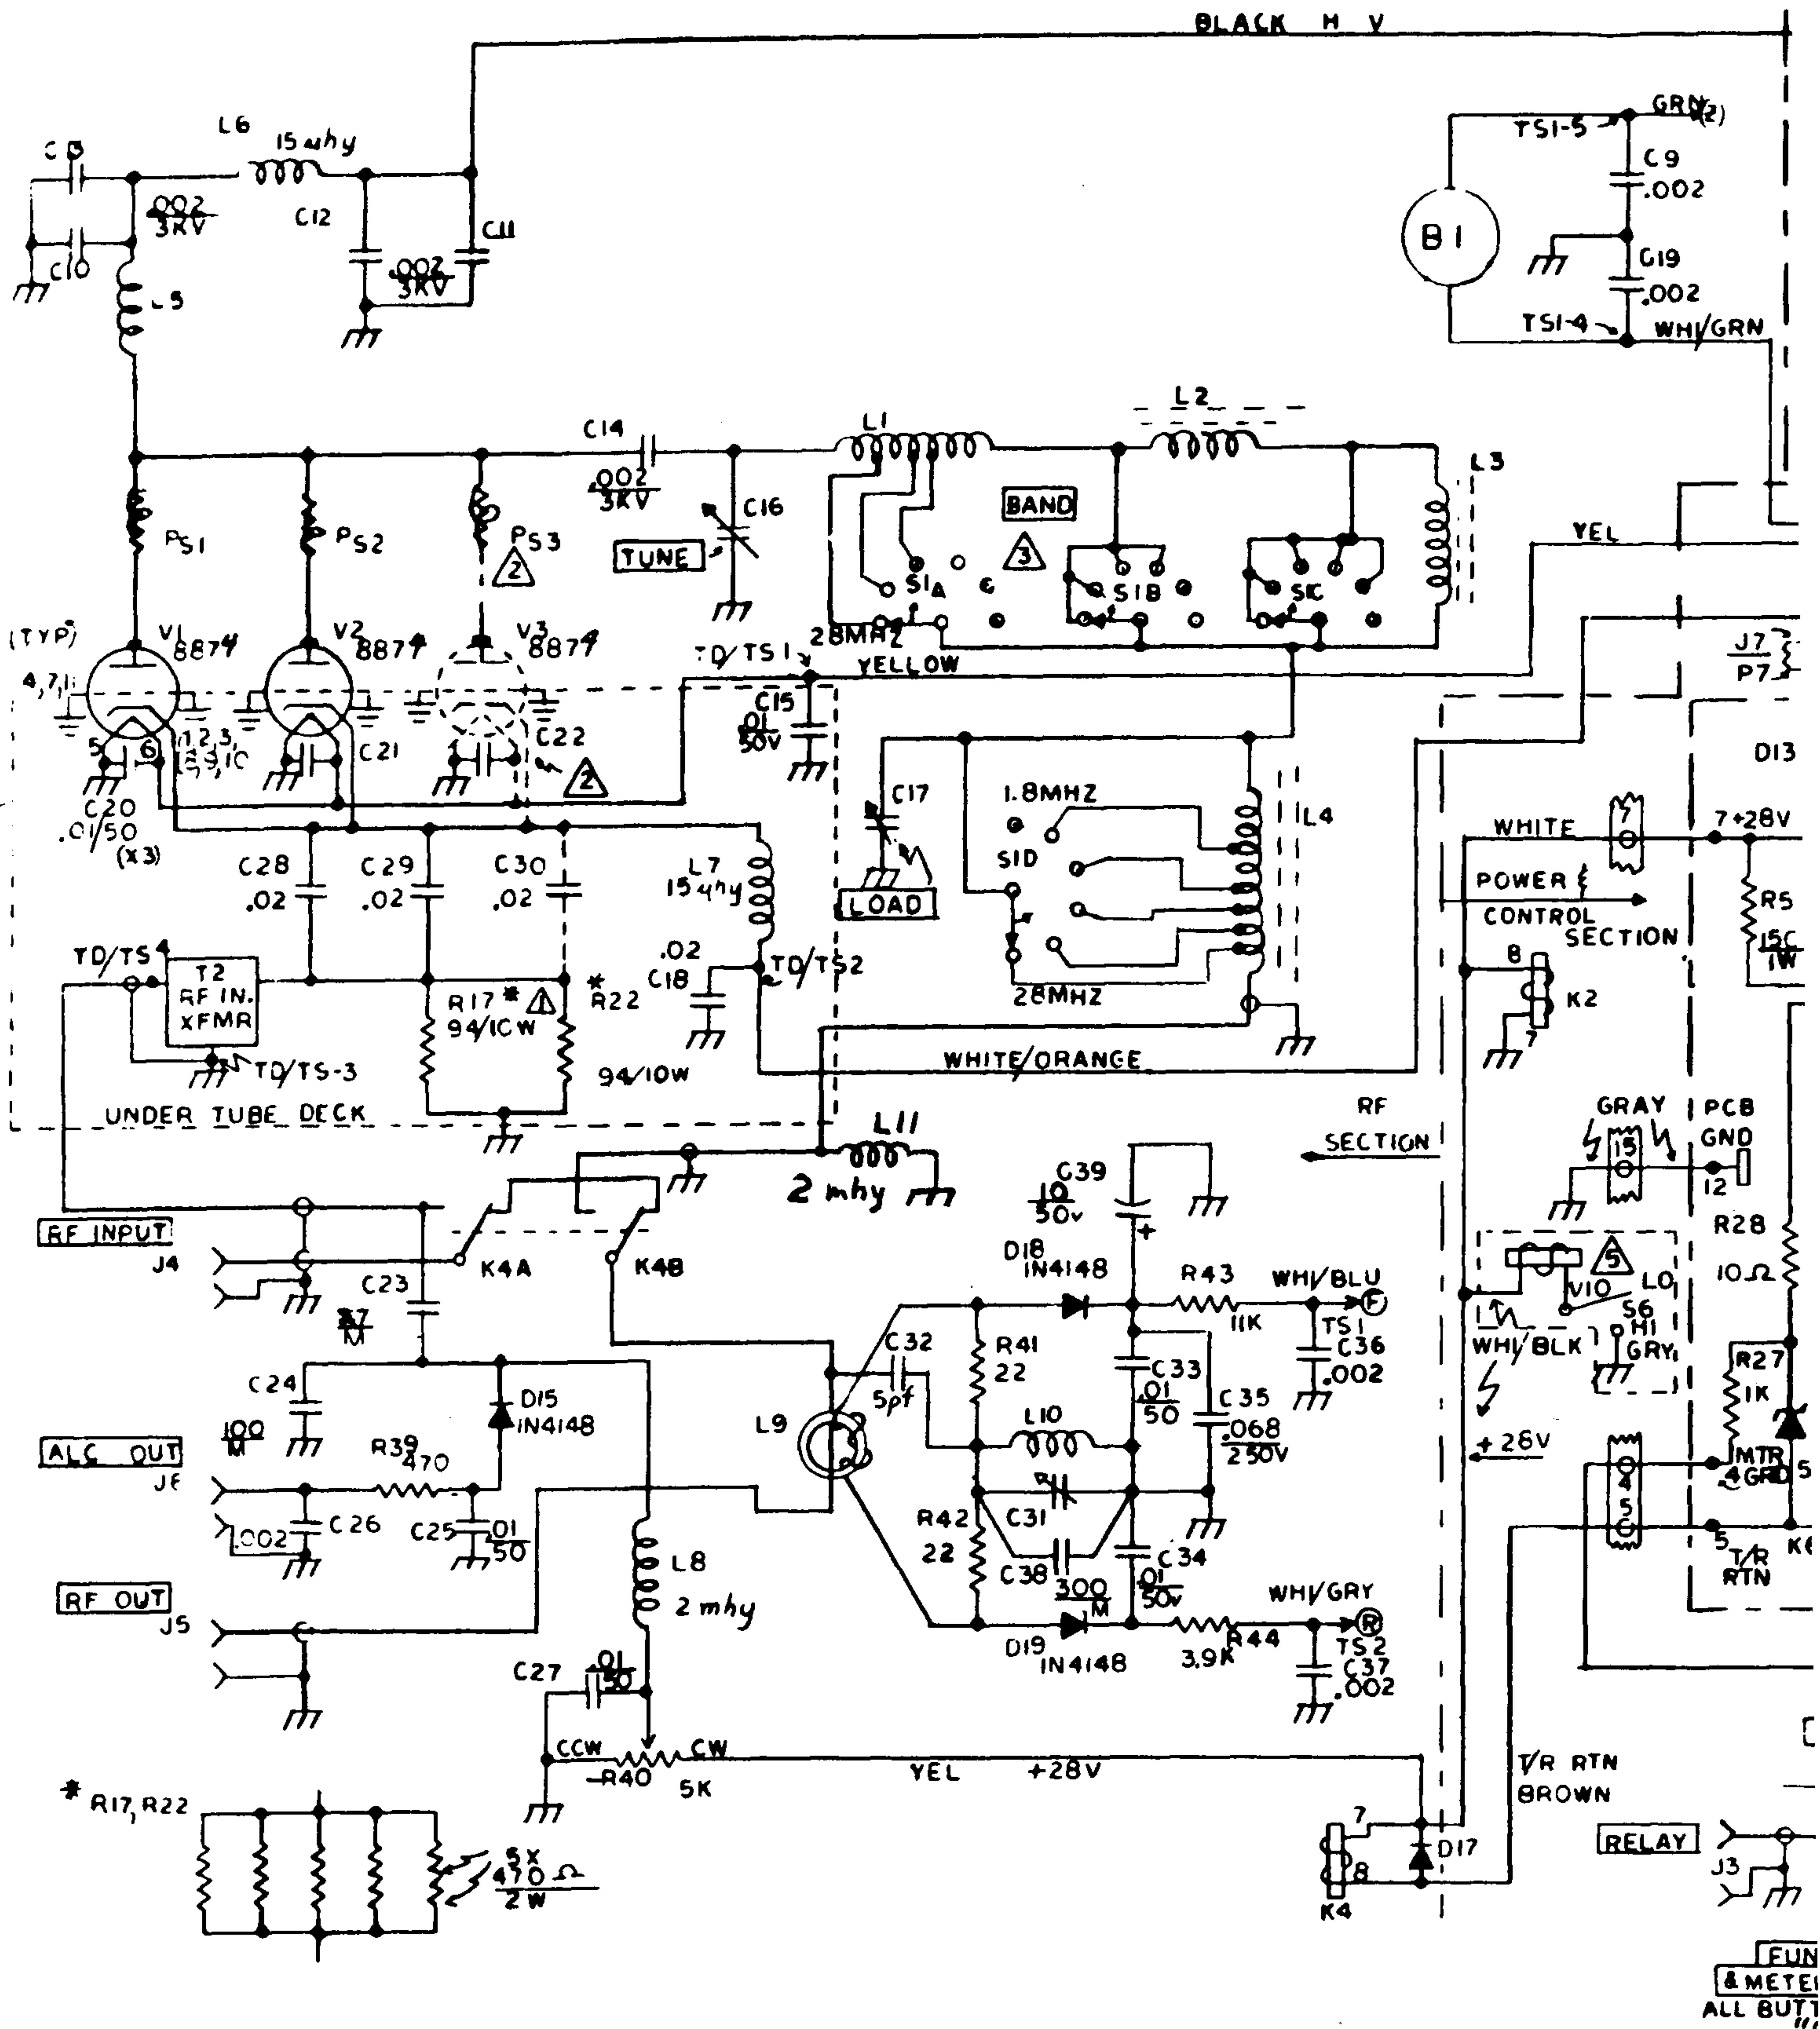 BLACK H V
GRN(2)
TS1-5
C9
.002
B1
C19
.002
TS1-4
WHI/GRN
L6
15 uhy
.002
3KV
C12
C11
.002
3KV
C10
L5
C14
.002
3KV
L1
L2
L3
C16
TUNE
BAND
3
S1A
S1B
S1C
28MHZ
YEL
PS1
PS2
PS3
2
(TYP)
V1
8874
V2
8874
V3
8874
5
6
C20
.01/50
(X3)
C21
C22
2
TD/TS1
YELLOW
C15
.01
50V
C17
LOAD
1.8MHZ
S1D
28MHZ
L4
C28
.02
C29
.02
C30
.02
L7
15 uhy
.02
C18
TD/TS2
TD/TS4
T2
RF IN.
XFMR
TD/TS-3
R17 *
1
94/10W
* R22
94/10W
WHITE/ORANGE
UNDER TUBE DECK
J7
P7
D13
WHITE
7
7 +28V
POWER &
CONTROL
SECTION
R5
1W
8
K2
7
RF
SECTION
GRAY
15
PCB
GND
12
R28
10Ω
L11
2 mhy
RF INPUT
J4
K4A
K4B
C23
M
C39
10
50V
+
D18
1N4148
R43
11K
WHI/BLU
F
TS1
C36
.002
5
V10
LO
S6
HI
GRY
WHI/BLK
R27
1K
+28V
4
5
MTR
4 GRD
5
5
T/R
RTN
C24
100
M
D15
1N4148
ALC OUT
R39
470
.002
C26
C25
.01
50
L9
C32
5pf
R41
22
L10
C33
.01
50
C35
.068
250V
R42
22
C31
C38
300
M
C34
.01
50V
WHI/GRY
R
TS2
D19
1N4148
3.9K
R44
C37
.002
RF OUT
J5
L8
2 mhy
C27
.01
50
CCW
CW
R40
5K
YEL +28V
T/R RTN
BROWN
* R17, R22
5X
470 Ω
2W
7
8
D17
K4
RELAY
J3
& METE